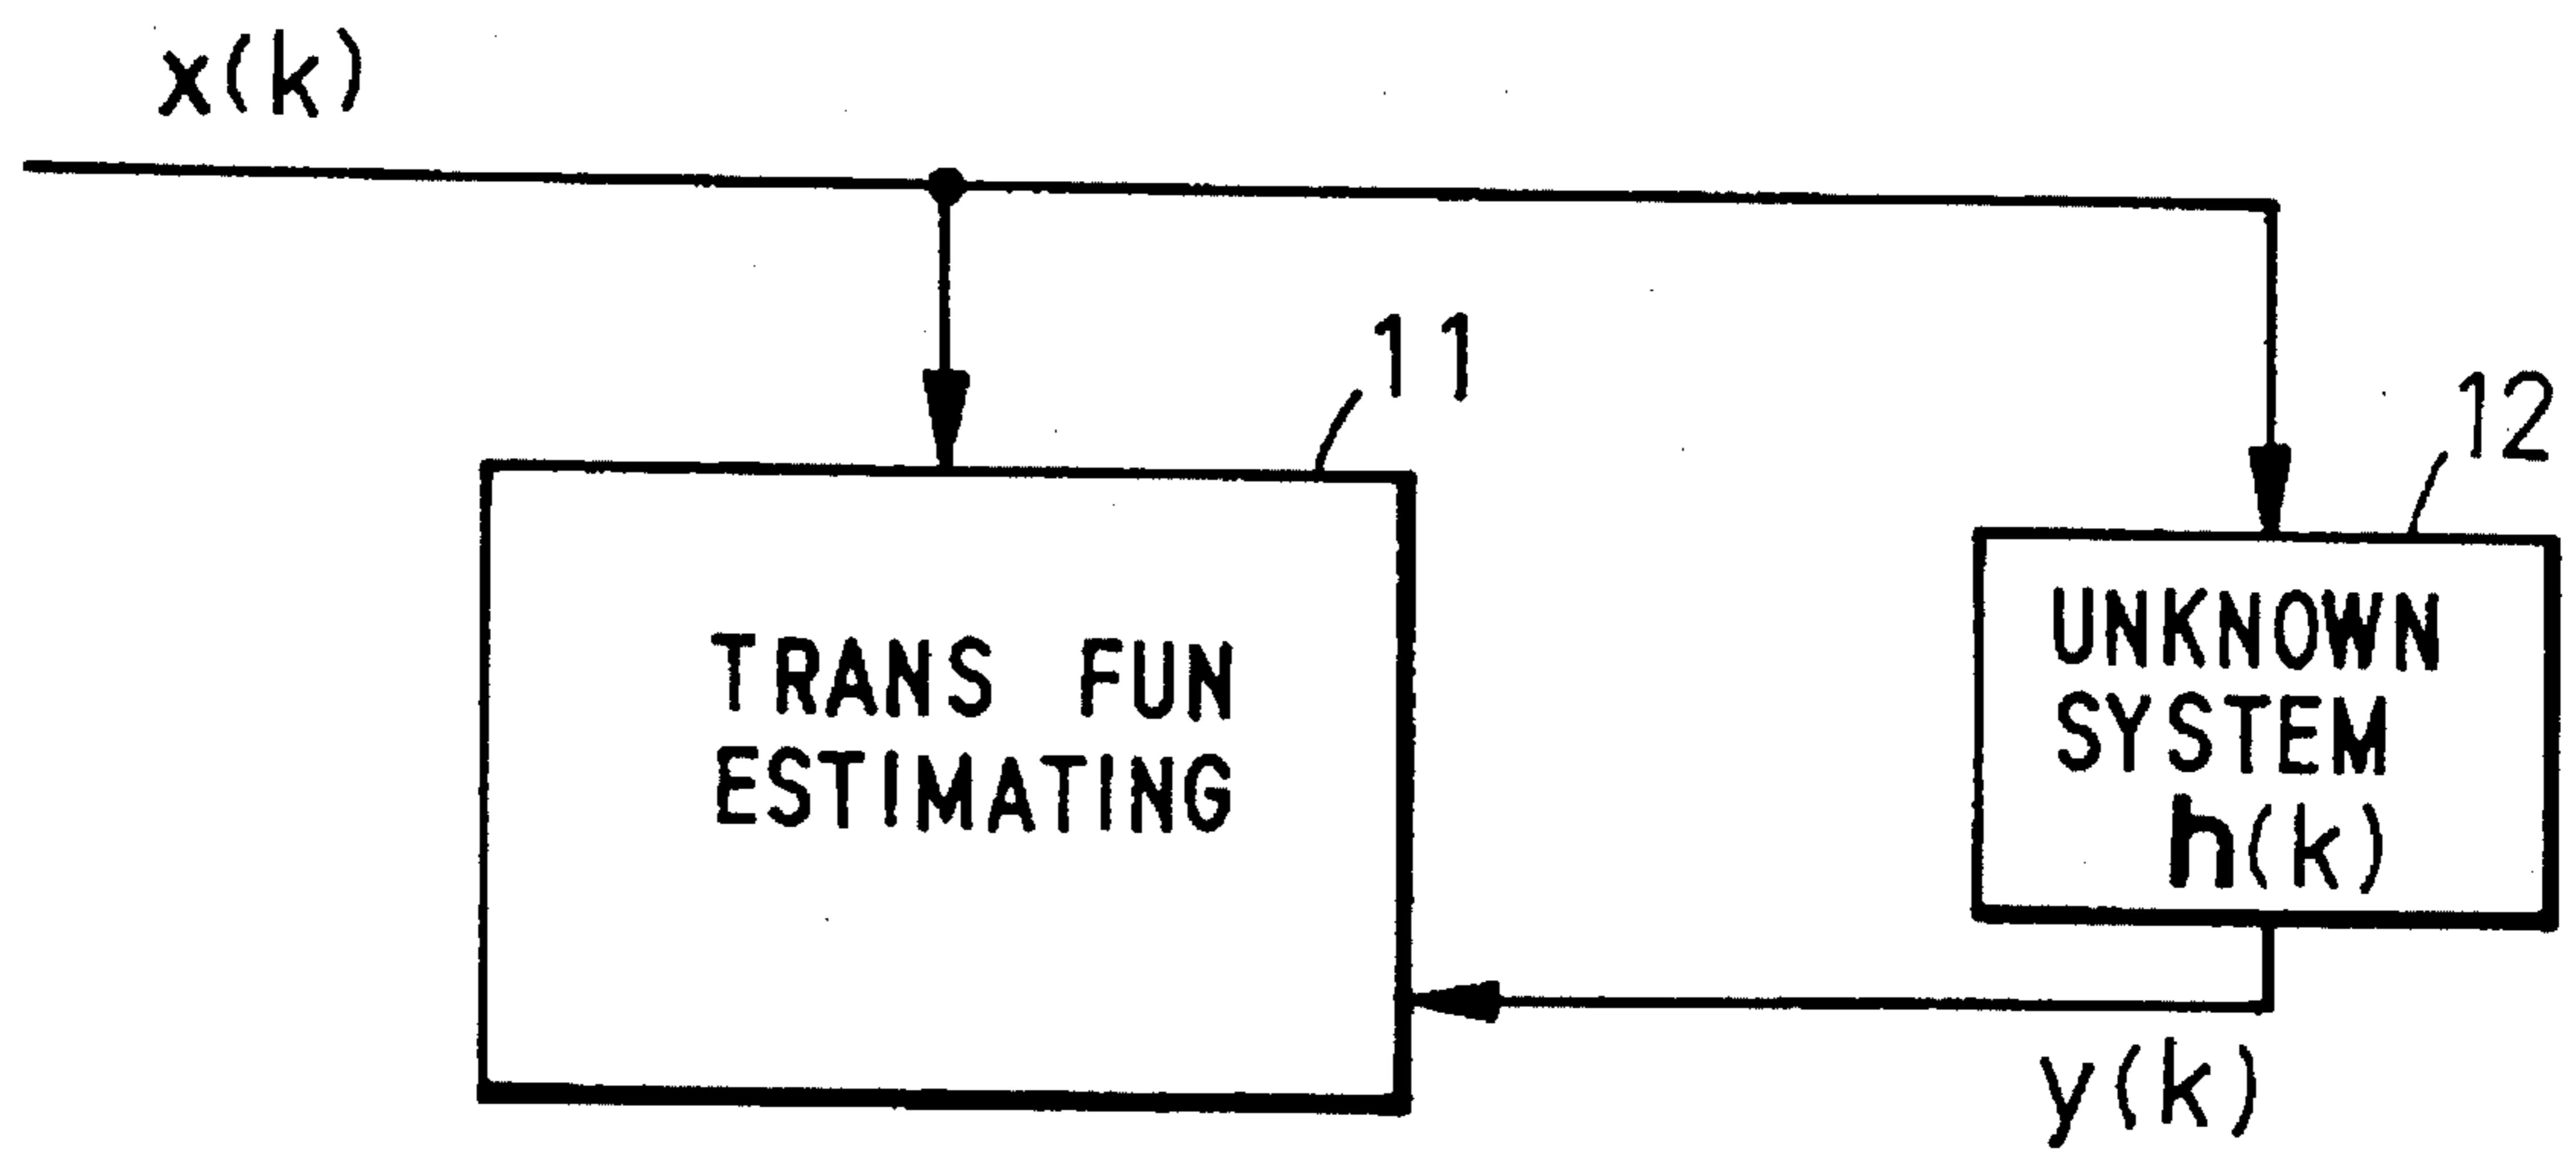 x(k)
11
12
TRANS FUN
ESTIMATING
UNKNOWN
SYSTEM
h(k)
y(k)